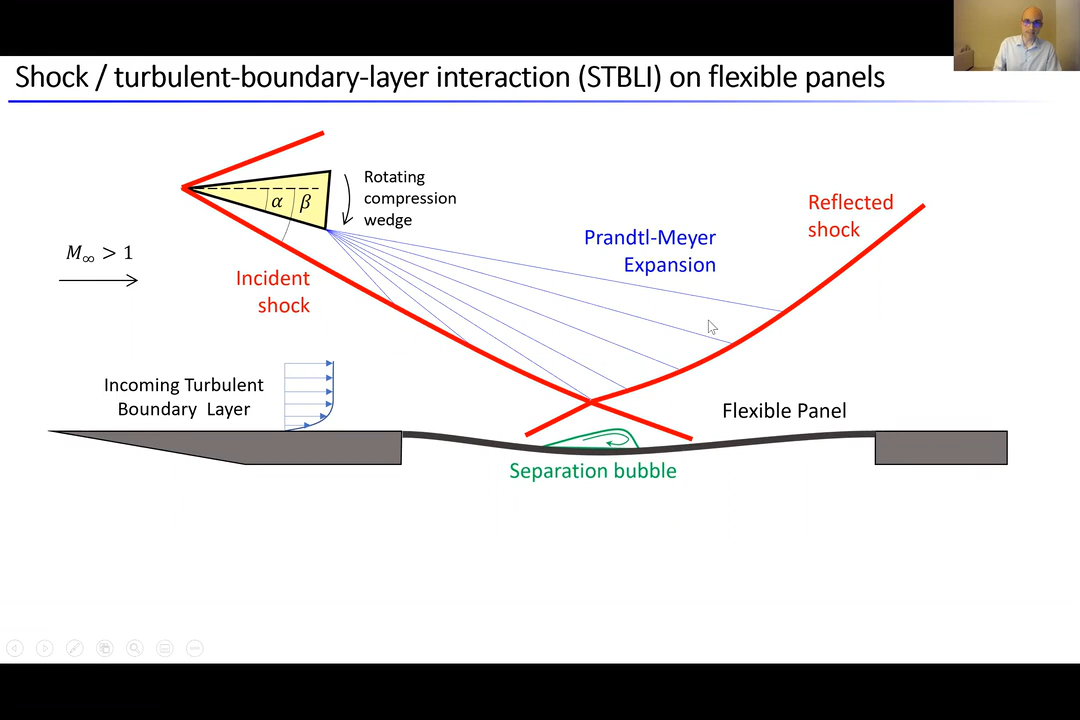 Shock / turbulent-boundary-layer interaction (STBLI) on flexible panels
Rotating
compression
wedge
α β
M∞ > 1
Incident
shock
Prandtl-Meyer
Expansion
Reflected
shock
Incoming Turbulent
Boundary Layer
Flexible Panel
Separation bubble